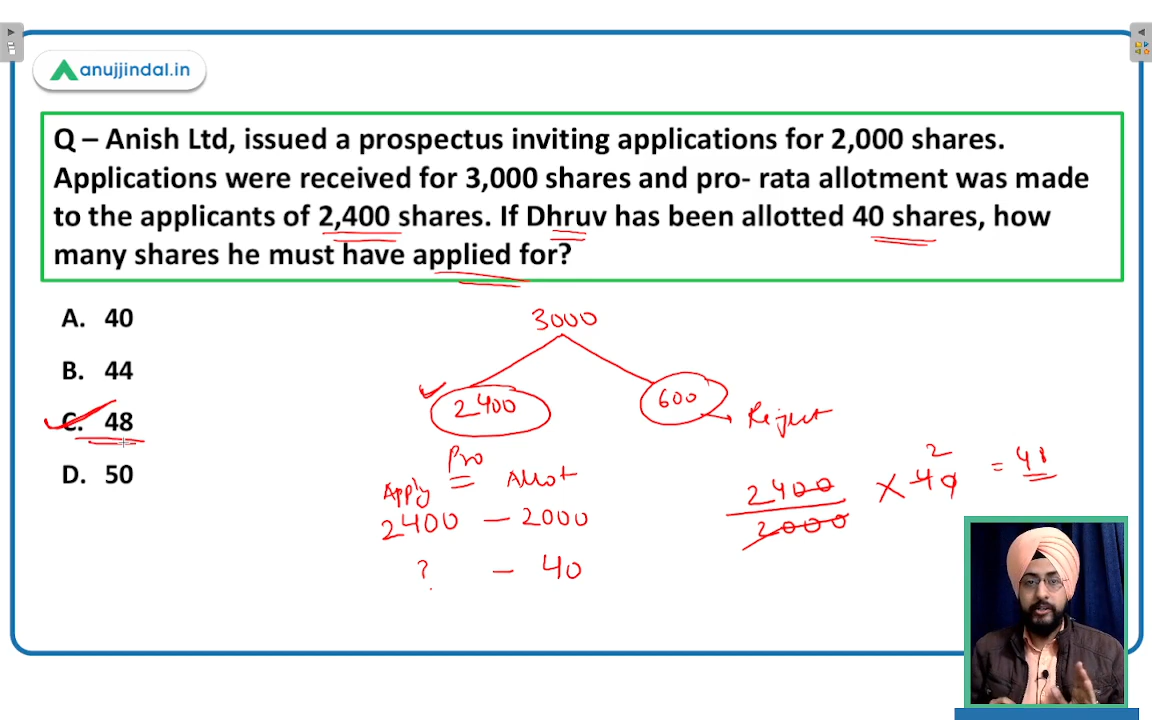 anujjindal.in
Q – Anish Ltd, issued a prospectus inviting applications for 2,000 shares.
Applications were received for 3,000 shares and pro- rata allotment was made
to the applicants of 2,400 shares. If Dhruv has been allotted 40 shares, how
many shares he must have applied for?
A. 40
B. 44
C. 48
D. 50
3000
2400
600
Reject
Pro
Apply Allot
2400 – 2000
? – 40
2400
2000
× 40
2
= 48